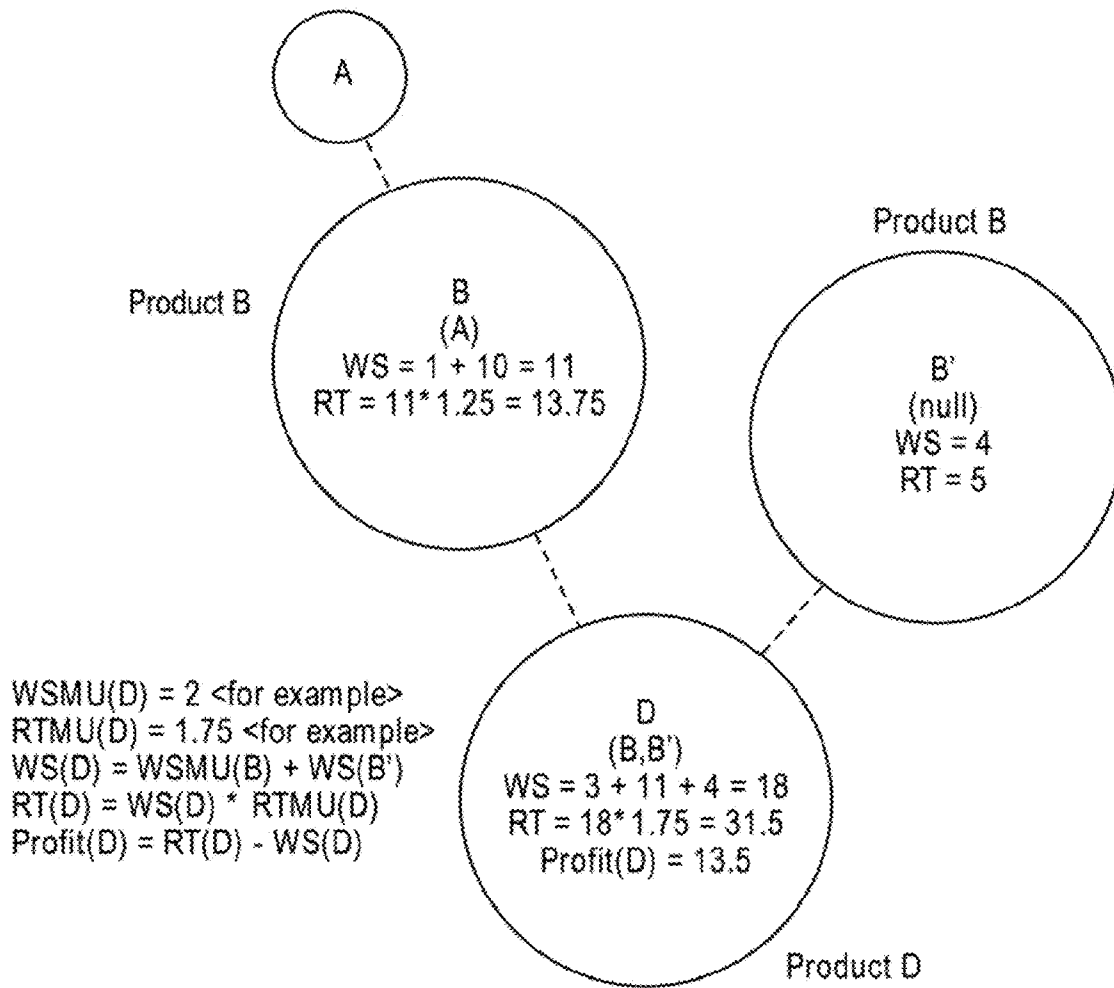 A
Product B
B
(A)
WS = 1 + 10 = 11
RT = 11* 1.25 = 13.75
Product B
B'
(null)
WS = 4
RT = 5
WSMU(D) = 2 <for example>
RTMU(D) = 1.75 <for example>
WS(D) = WSMU(B) + WS(B')
RT(D) = WS(D) * RTMU(D)
Profit(D) = RT(D) - WS(D)
D
(B,B')
WS = 3 + 11 + 4 = 18
RT = 18* 1.75 = 31.5
Profit(D) = 13.5
Product D